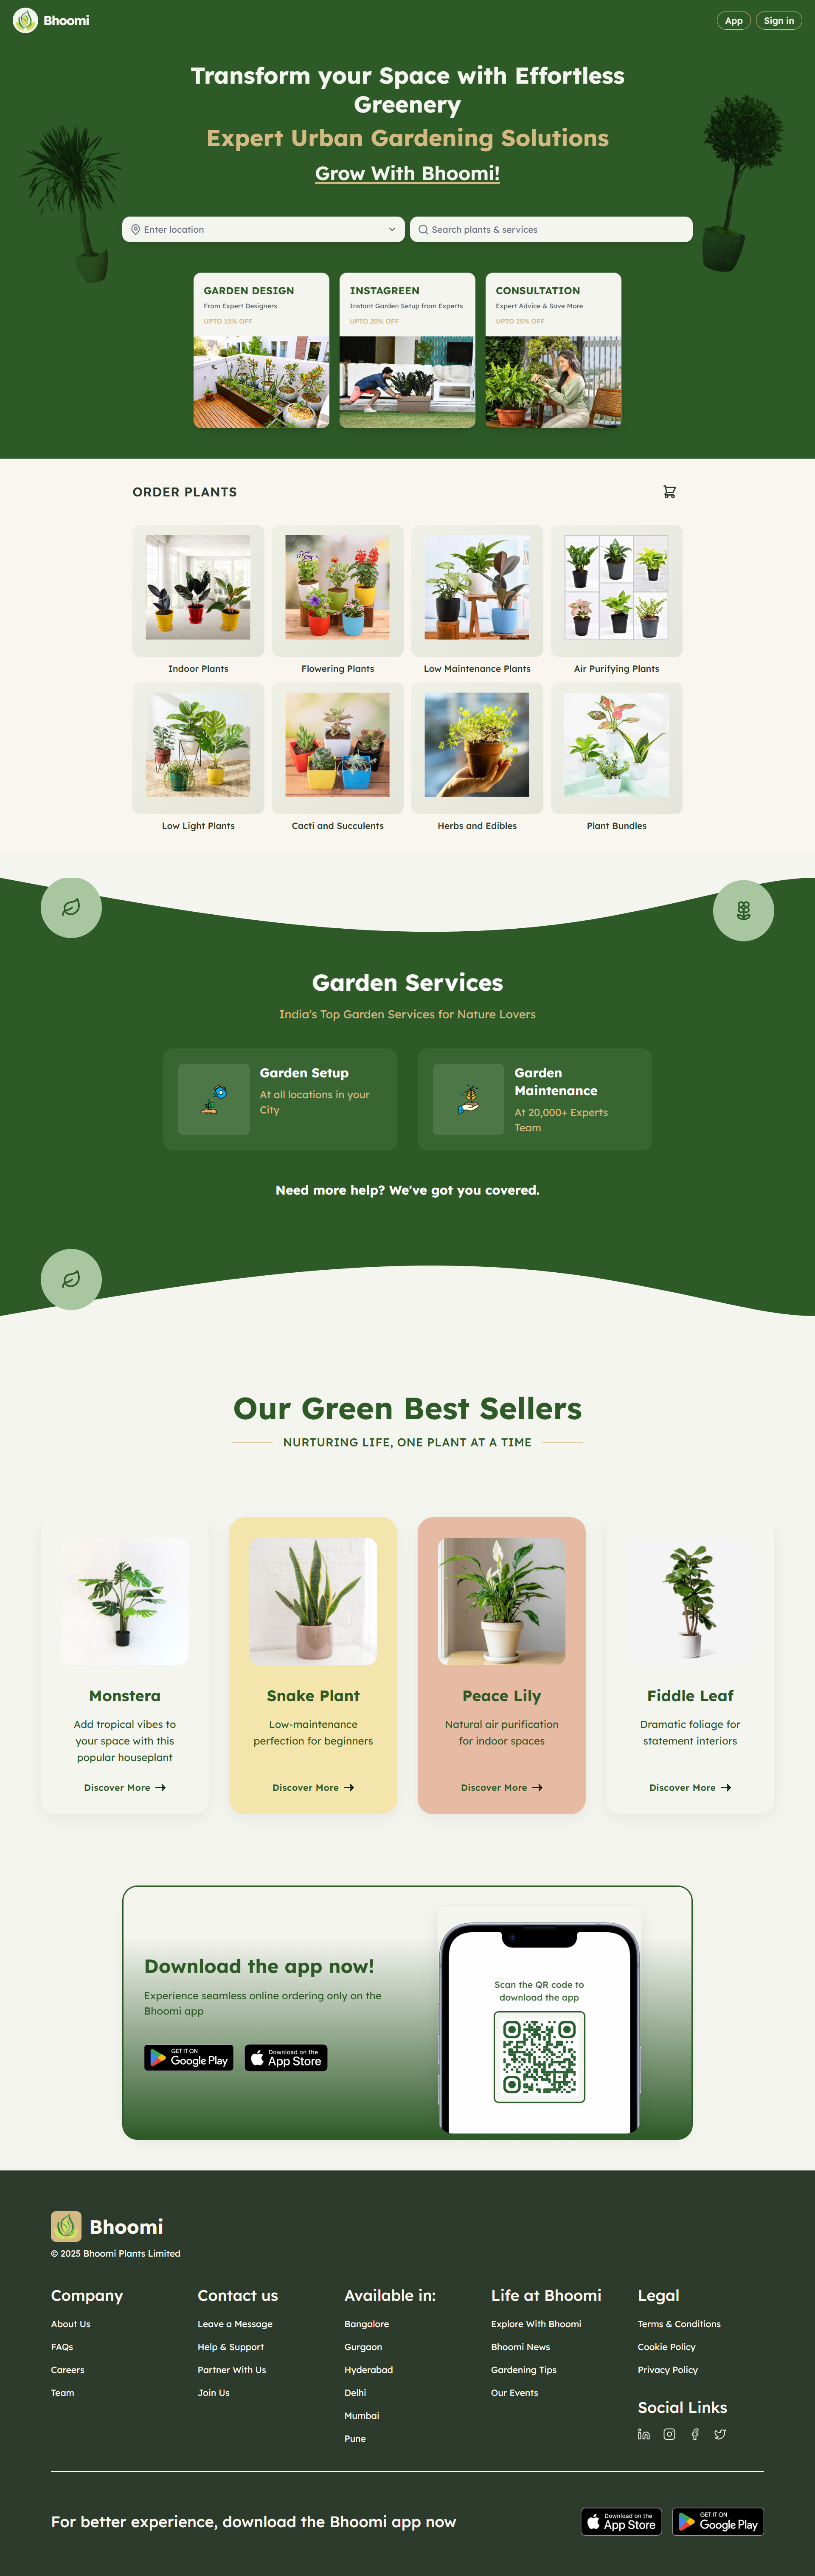 Bhoomi
App
Sign in
Transform your Space with Effortless
Greenery
Expert Urban Gardening Solutions
Grow With Bhoomi!
Enter location
Search plants & services
GARDEN DESIGN
From Expert Designers
UPTO 15% OFF
INSTAGREEN
Instant Garden Setup from Experts
UPTO 20% OFF
CONSULTATION
Expert Advice & Save More
UPTO 25% OFF
ORDER PLANTS
Indoor Plants
Flowering Plants
Low Maintenance Plants
Air Purifying Plants
Low Light Plants
Cacti and Succulents
Herbs and Edibles
Plant Bundles
Garden Services
India's Top Garden Services for Nature Lovers
Garden Setup
At all locations in your
City
Garden
Maintenance
At 20,000+ Experts
Team
Need more help? We've got you covered.
Our Green Best Sellers
NURTURING LIFE, ONE PLANT AT A TIME
Monstera
Add tropical vibes to
your space with this
popular houseplant
Discover More
Snake Plant
Low-maintenance
perfection for beginners
Discover More
Peace Lily
Natural air purification
for indoor spaces
Discover More
Fiddle Leaf
Dramatic foliage for
statement interiors
Discover More
Download the app now!
Experience seamless online ordering only on the
Bhoomi app
GET IT ON
Google Play
Download on the
App Store
Scan the QR code to
download the app
Bhoomi
© 2025 Bhoomi Plants Limited
Company
About Us
FAQs
Careers
Team
Contact us
Leave a Message
Help & Support
Partner With Us
Join Us
Available in:
Bangalore
Gurgaon
Hyderabad
Delhi
Mumbai
Pune
Life at Bhoomi
Explore With Bhoomi
Bhoomi News
Gardening Tips
Our Events
Legal
Terms & Conditions
Cookie Policy
Privacy Policy
Social Links
For better experience, download the Bhoomi app now
Download on the
App Store
GET IT ON
Google Play